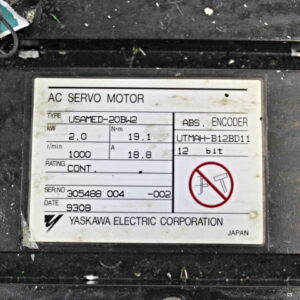 AC SERVO MOTOR
TYPE USAMED-20BW2 ABS. ENCODER
kW 2.0 N·m 19.1 UTMAH-B12BD11
r/min 1000 A 18.8 12 bit
RATING CONT.
SER.NO 305488 004 -002
DATE 9308
YASKAWA ELECTRIC CORPORATION
JAPAN